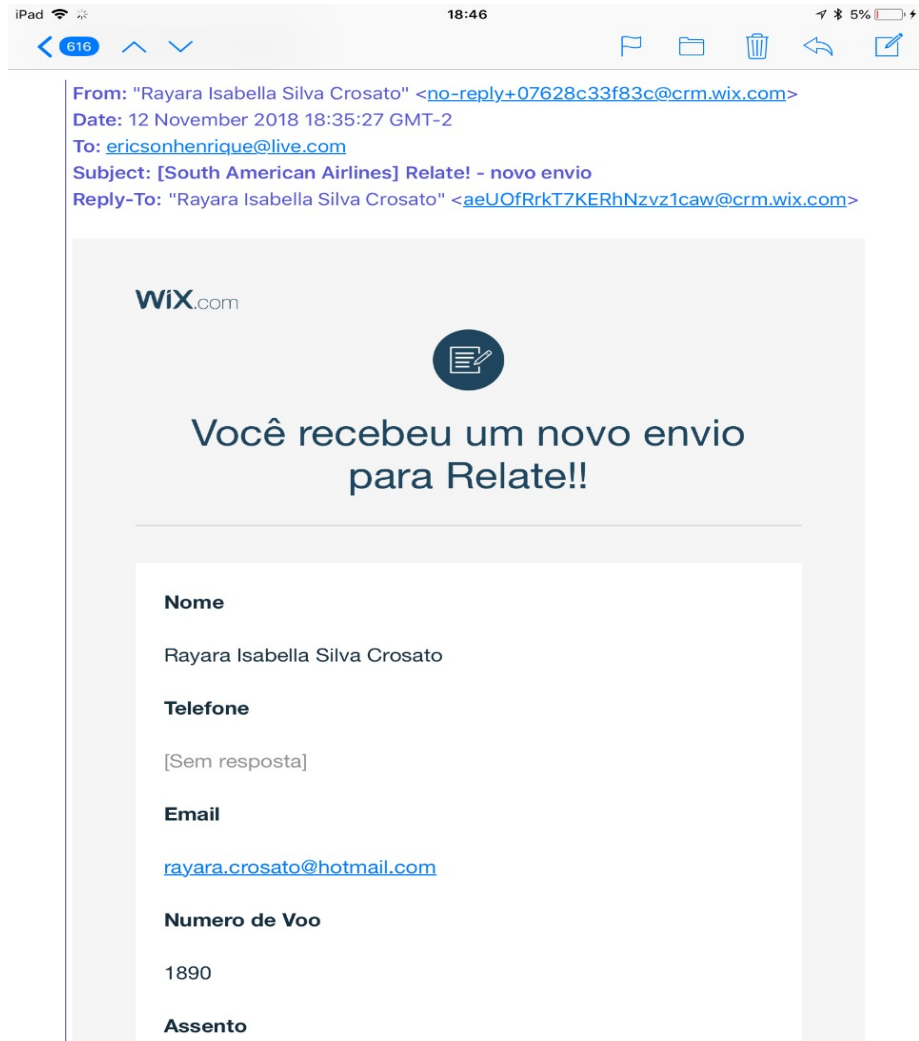 iPad 18:46 5%
616
From: "Rayara Isabella Silva Crosato" <no-reply+07628c33f83c@crm.wix.com>
Date: 12 November 2018 18:35:27 GMT-2
To: ericsonhenrique@live.com
Subject: [South American Airlines] Relate! - novo envio
Reply-To: "Rayara Isabella Silva Crosato" <aeUOfRrkT7KERhNzvz1caw@crm.wix.com>
WiX.com
Você recebeu um novo envio
para Relate!!
Nome
Rayara Isabella Silva Crosato
Telefone
[Sem resposta]
Email
rayara.crosato@hotmail.com
Numero de Voo
1890
Assento